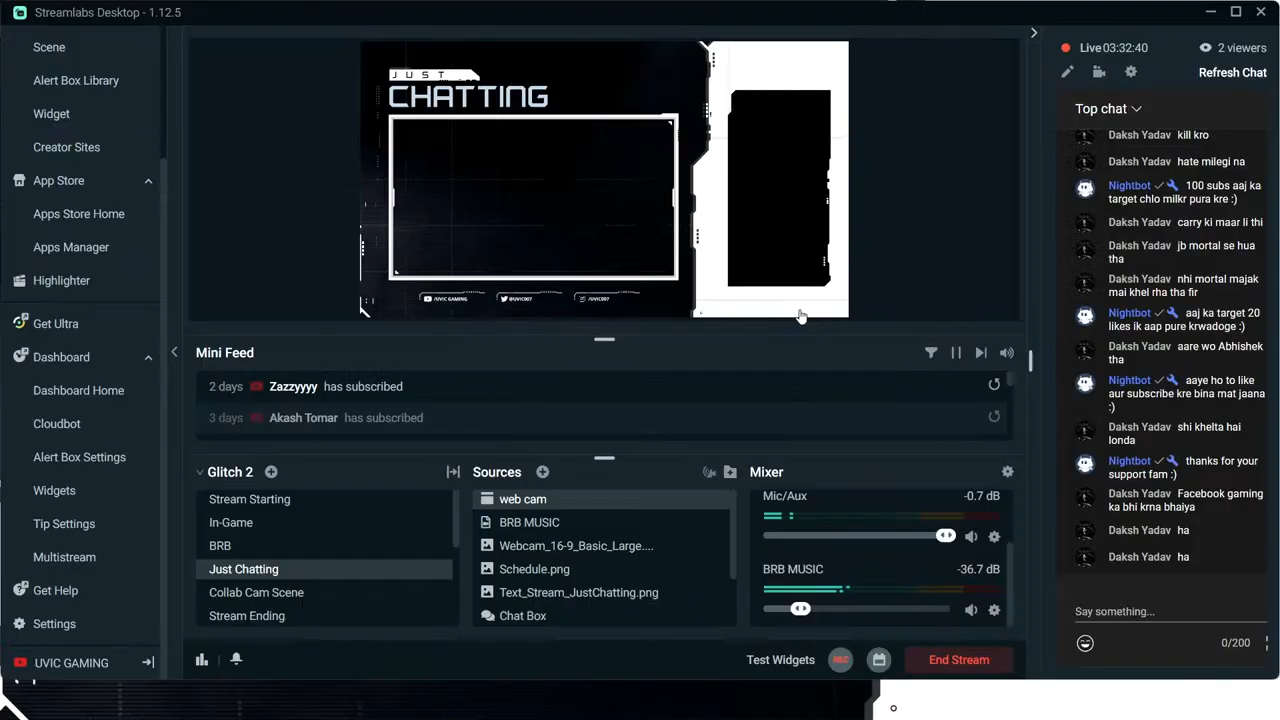 Streamlabs Desktop - 1.12.5
Scene
Alert Box Library
Widget
Creator Sites
App Store
Apps Store Home
Apps Manager
Highlighter
Get Ultra
Dashboard
Dashboard Home
Cloudbot
Alert Box Settings
Widgets
Tip Settings
Multistream
Get Help
Settings
UVIC GAMING
JUST
CHATTING
/UVIC GAMING
@UVIC007
/UVIC007
Mini Feed
2 days Zazzyyyy has subscribed
3 days Akash Tomar has subscribed
Glitch 2
Stream Starting
In-Game
BRB
Just Chatting
Collab Cam Scene
Stream Ending
Sources
web cam
BRB MUSIC
Webcam_16-9_Basic_Large....
Schedule.png
Text_Stream_JustChatting.png
Chat Box
Mixer
Mic/Aux -0.7 dB
BRB MUSIC -36.7 dB
Test Widgets
REC
End Stream
Live 03:32:40 2 viewers
Refresh Chat
Top chat
Daksh Yadav kill kro
Daksh Yadav hate milegi na
Nightbot 100 subs aaj ka
target chlo milkr pura kre :)
Daksh Yadav carry ki maar li thi
Daksh Yadav jb mortal se hua
tha
Daksh Yadav nhi mortal majak
mai khel rha tha fir
Nightbot aaj ka target 20
likes ik aap pure krwadoge :)
Daksh Yadav aare wo Abhishek
tha
Nightbot aaye ho to like
aur subscribe kre bina mat jaana
:)
Daksh Yadav shi khelta hai
londa
Nightbot thanks for your
support fam :)
Daksh Yadav Facebook gaming
ka bhi krna bhaiya
Daksh Yadav ha
Daksh Yadav ha
Say something...
0/200